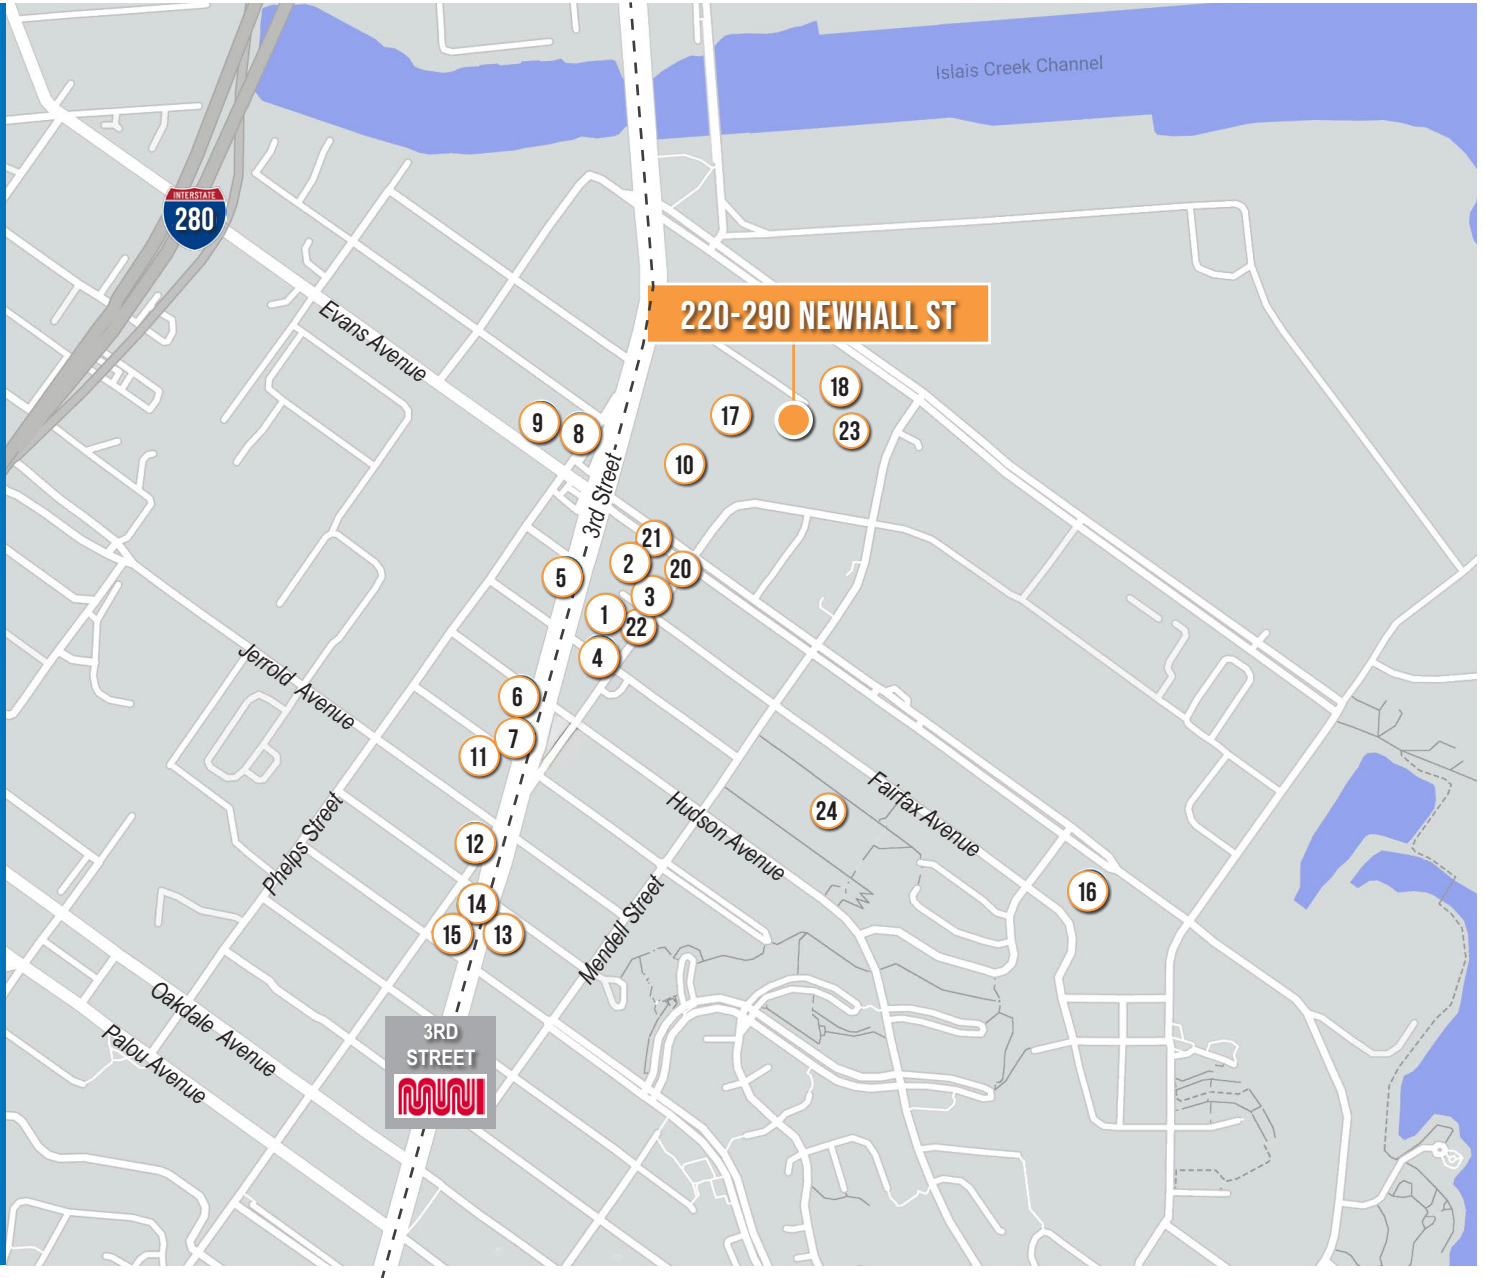 Islais Creek Channel
INTERSTATE
280
220-290 NEWHALL ST
Evans Avenue
18
17
9
8
23
10
3rd Street
21
2
20
5
3
1
22
4
Jerrold Avenue
6
7
11
Phelps Street
Hudson Avenue
24
Fairfax Avenue
12
16
14
15
13
Mendell Street
Oakdale Avenue
Palou Avenue
3RD
STREET
MUNI